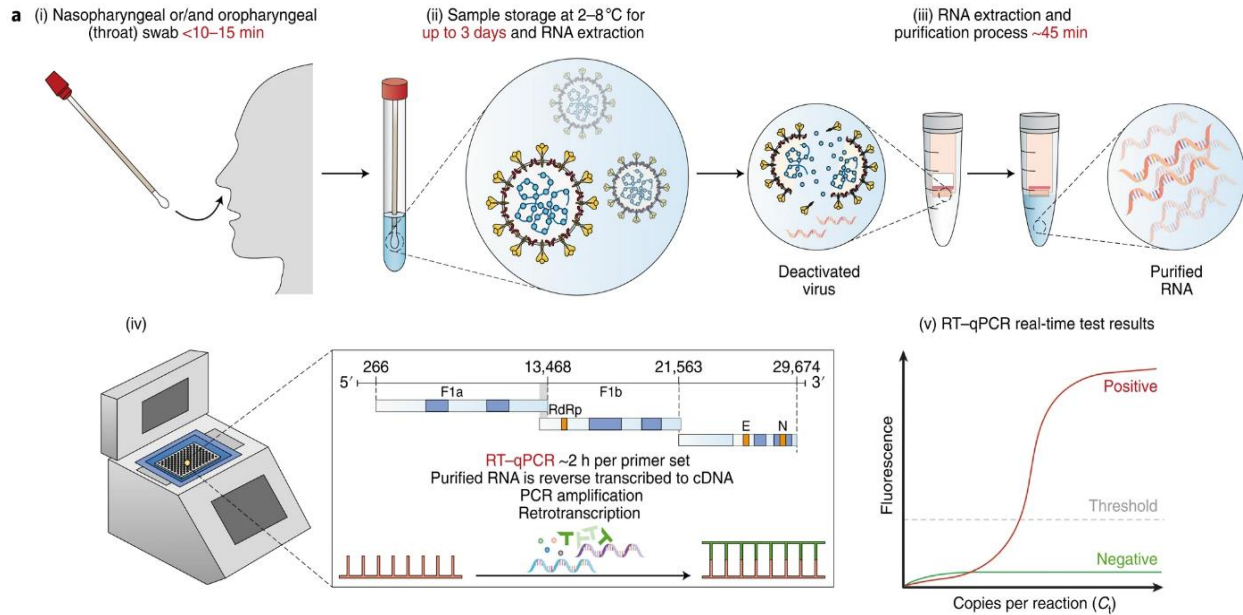 a
(i) Nasopharyngeal or/and oropharyngeal
(throat) swab <10–15 min
(ii) Sample storage at 2–8 °C for
up to 3 days and RNA extraction
(iii) RNA extraction and
purification process ~45 min
Deactivated
virus
Purified
RNA
(iv)
266 13,468 21,563 29,674
5′ 3′
F1a F1b
RdRp
E N
RT–qPCR ~2 h per primer set
Purified RNA is reverse transcribed to cDNA
PCR amplification
Retrotranscription
(v) RT–qPCR real-time test results
Positive
Fluorescence
Threshold
Negative
Copies per reaction (Ct)